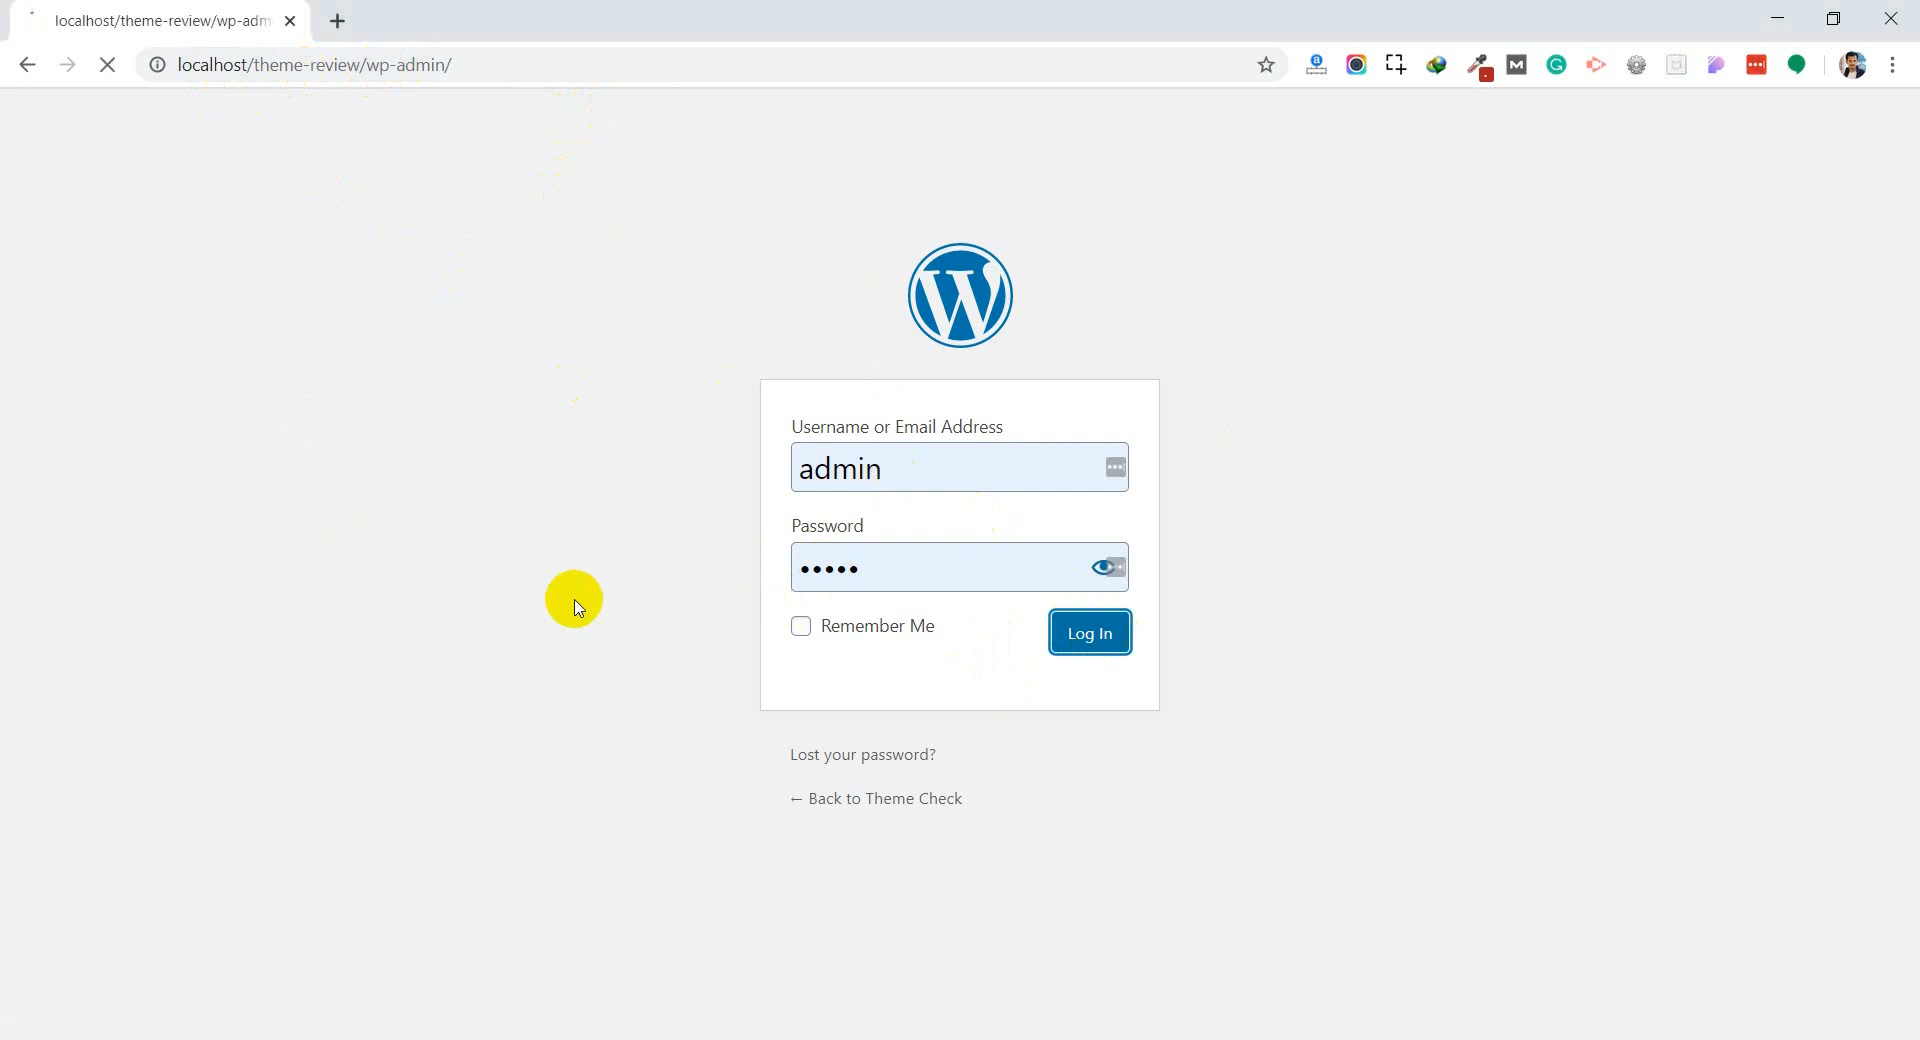 localhost/theme-review/wp-adm
localhost/theme-review/wp-admin/
Username or Email Address
admin
Password
•••••
Remember Me
Log In
Lost your password?
← Back to Theme Check